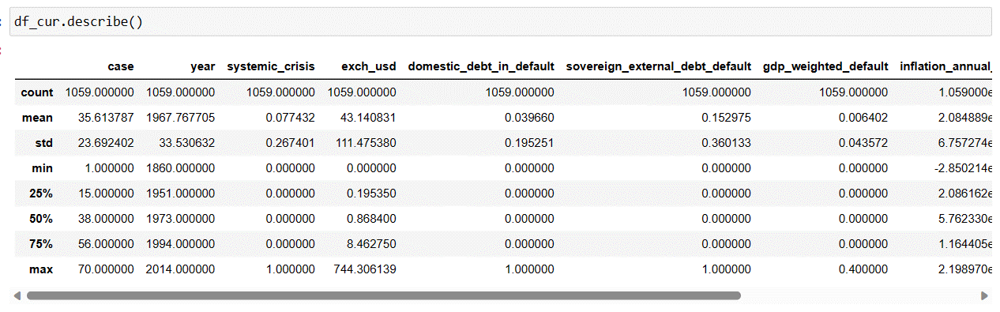 df_cur.describe()
case year systemic_crisis exch_usd domestic_debt_in_default sovereign_external_debt_default gdp_weighted_default inflation_annual_
count 1059.000000 1059.000000 1059.000000 1059.000000 1059.000000 1059.000000 1059.000000 1.059000e
mean 35.613787 1967.767705 0.077432 43.140831 0.039660 0.152975 0.006402 2.084889e
std 23.692402 33.530632 0.267401 111.475380 0.195251 0.360133 0.043572 6.757274e
min 1.000000 1860.000000 0.000000 0.000000 0.000000 0.000000 0.000000 -2.850214e
25% 15.000000 1951.000000 0.000000 0.195350 0.000000 0.000000 0.000000 2.086162e
50% 38.000000 1973.000000 0.000000 0.868400 0.000000 0.000000 0.000000 5.762330e
75% 56.000000 1994.000000 0.000000 8.462750 0.000000 0.000000 0.000000 1.164405e
max 70.000000 2014.000000 1.000000 744.306139 1.000000 1.000000 0.400000 2.198970e